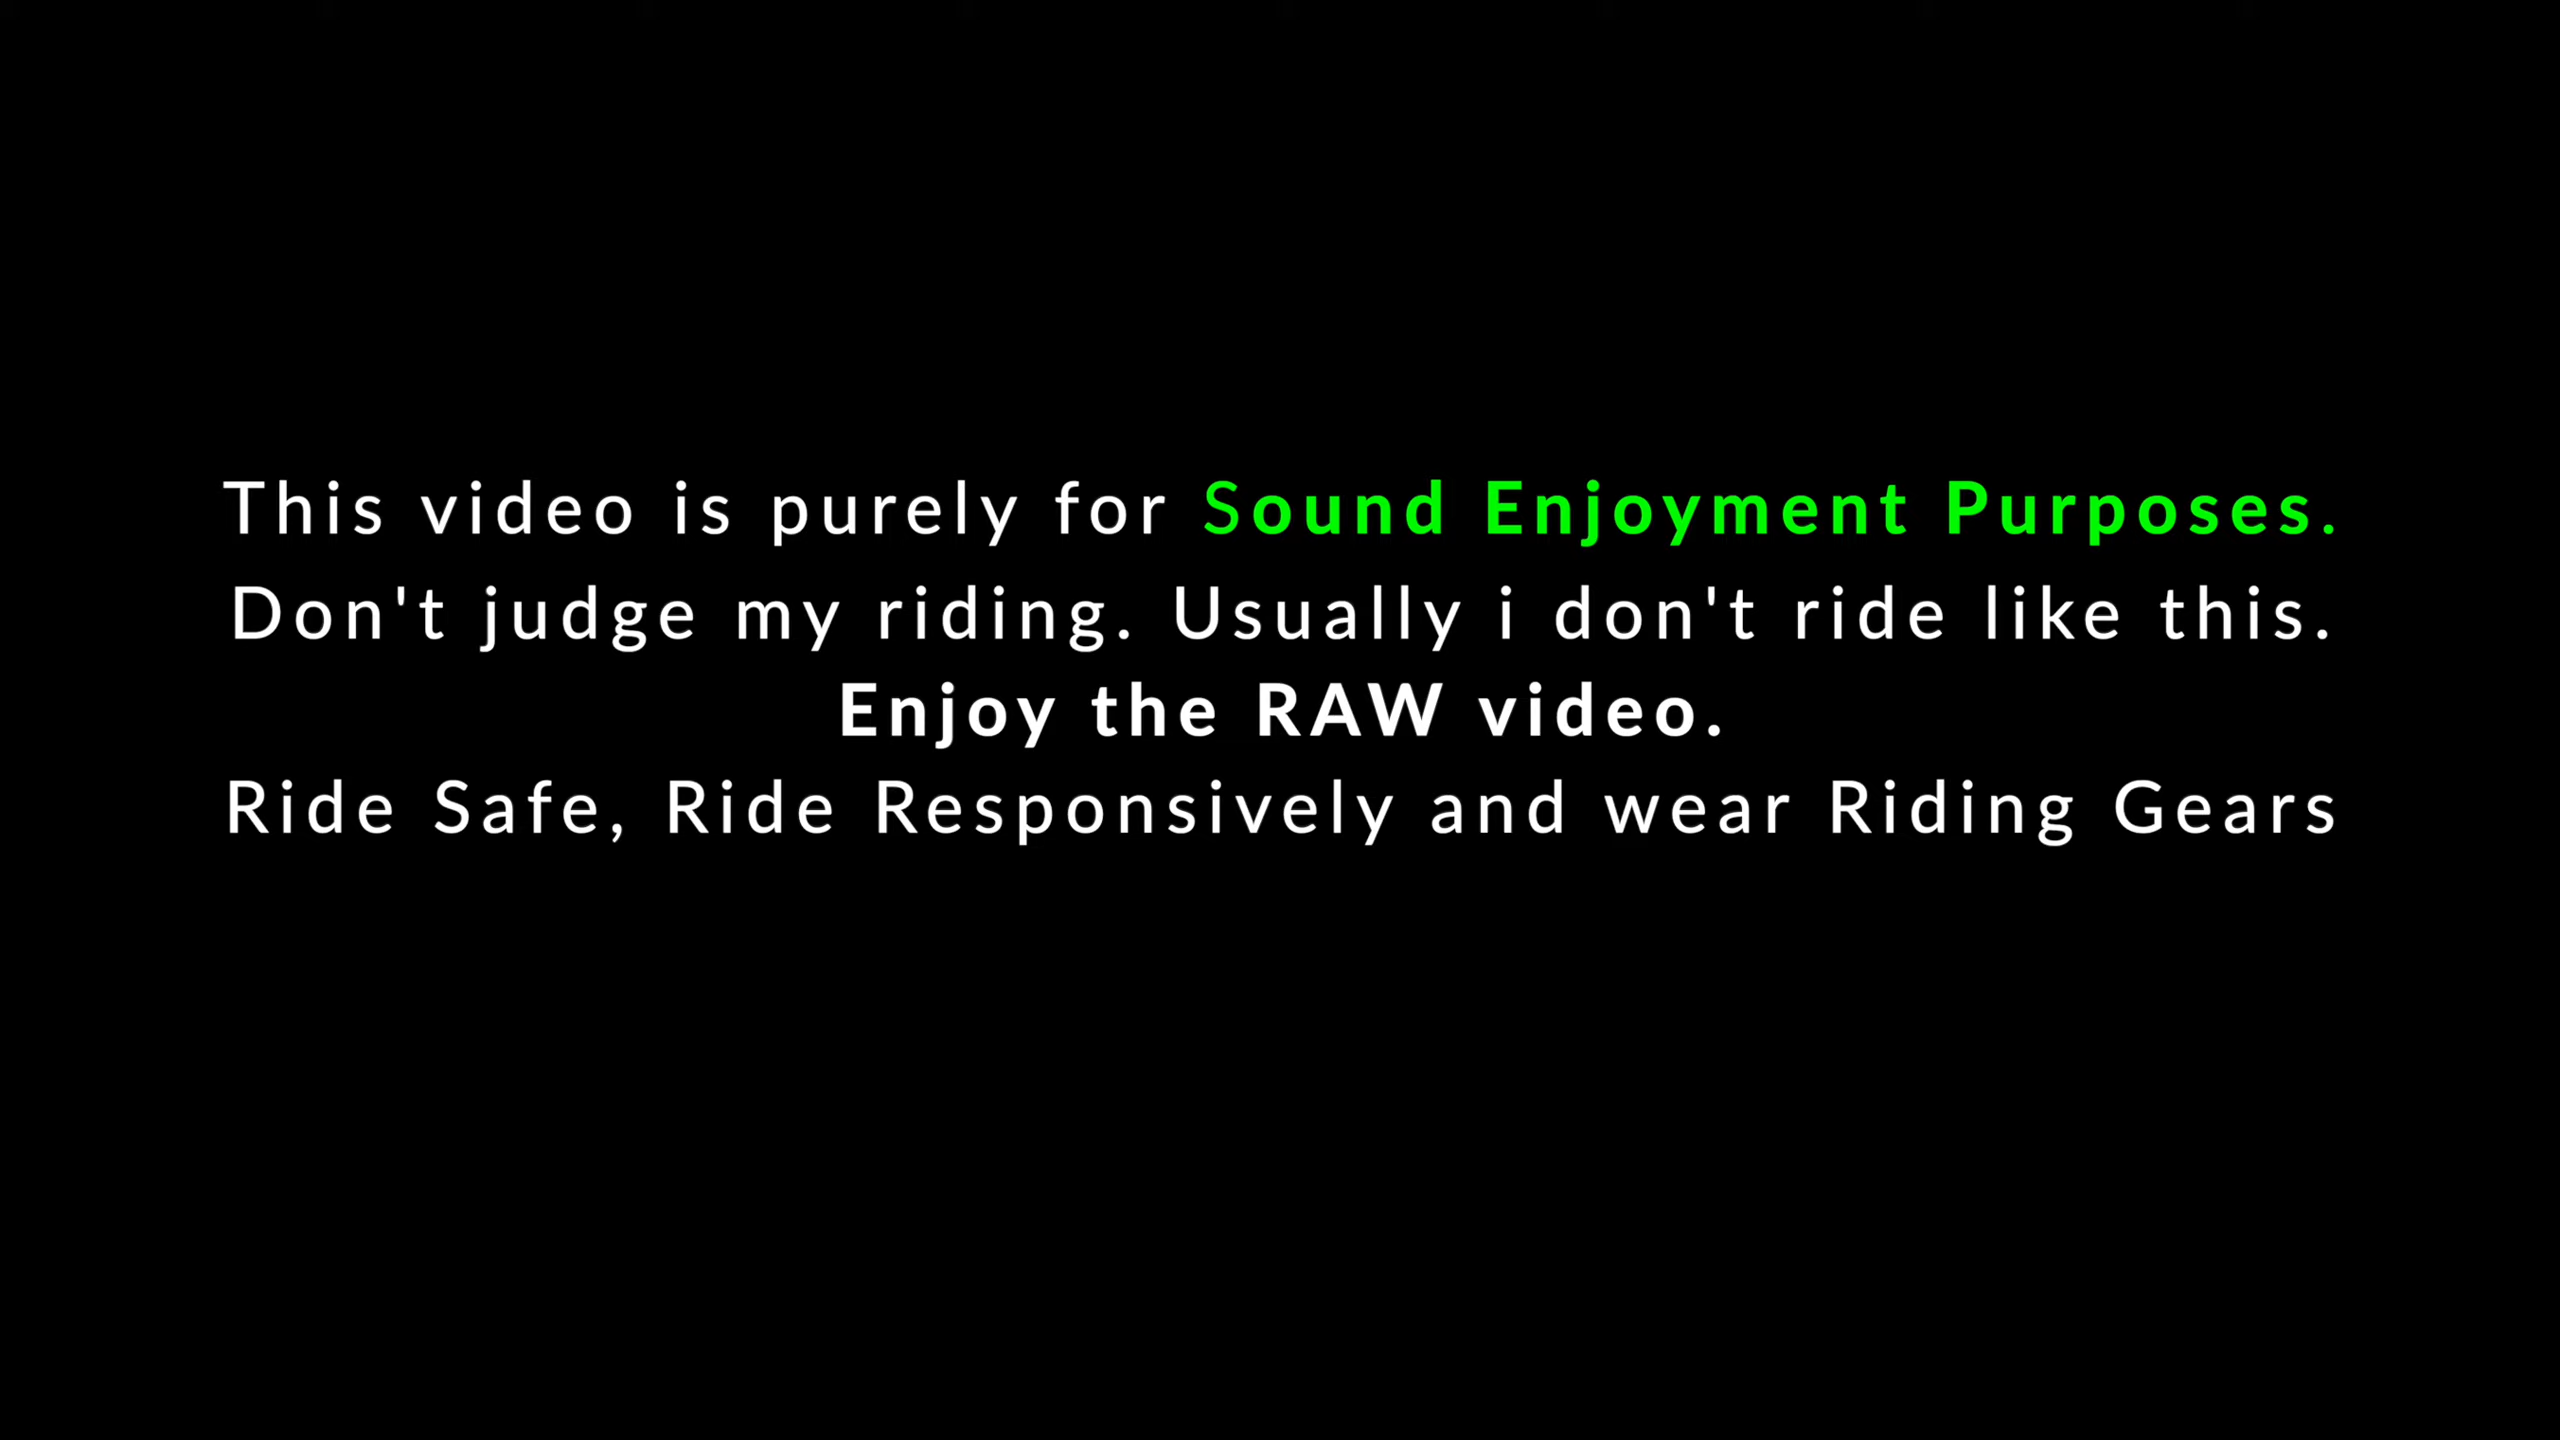 This video is purely for Sound Enjoyment Purposes.
Don't judge my riding. Usually i don't ride like this.
Enjoy the RAW video.
Ride Safe, Ride Responsively and wear Riding Gears